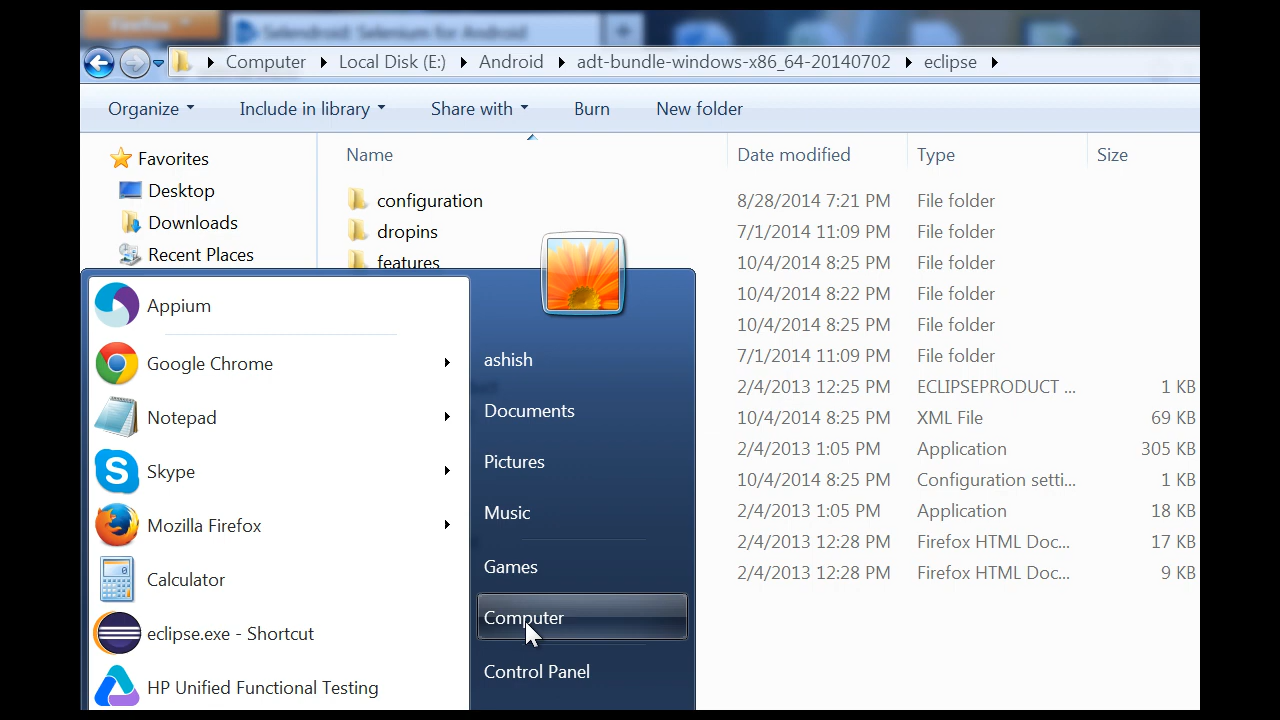 Selendroid: Selenium for Android
Computer Local Disk (E:) Android adt-bundle-windows-x86_64-20140702 eclipse
Organize Include in library Share with Burn New folder
Favorites
Desktop
Downloads
Recent Places
Name Date modified Type Size
configuration 8/28/2014 7:21 PM File folder
dropins 7/1/2014 11:09 PM File folder
features 10/4/2014 8:25 PM File folder
10/4/2014 8:22 PM File folder
10/4/2014 8:25 PM File folder
7/1/2014 11:09 PM File folder
2/4/2013 12:25 PM ECLIPSEPRODUCT ... 1 KB
10/4/2014 8:25 PM XML File 69 KB
2/4/2013 1:05 PM Application 305 KB
10/4/2014 8:25 PM Configuration setti... 1 KB
2/4/2013 1:05 PM Application 18 KB
2/4/2013 12:28 PM Firefox HTML Doc... 17 KB
2/4/2013 12:28 PM Firefox HTML Doc... 9 KB
Appium
Google Chrome
Notepad
Skype
Mozilla Firefox
Calculator
eclipse.exe - Shortcut
HP Unified Functional Testing
ashish
Documents
Pictures
Music
Games
Computer
Control Panel